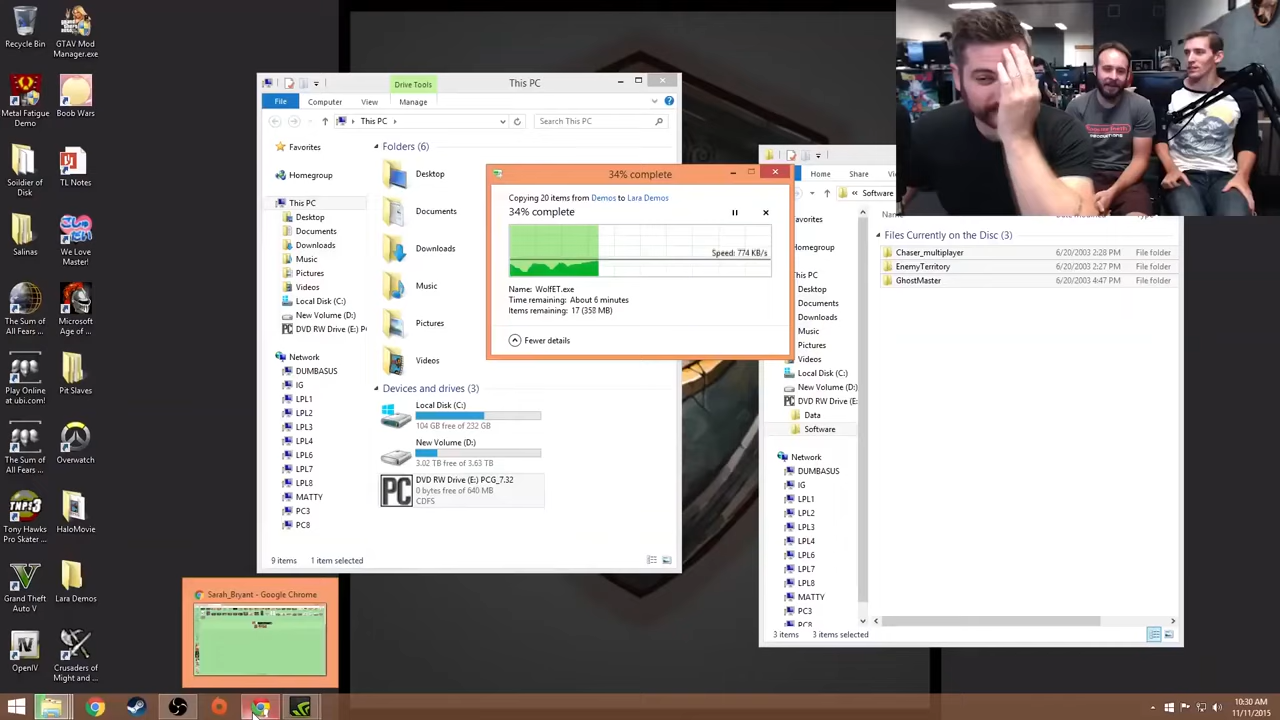 Recycle Bin
GTAV Mod
Manager.exe
Metal Fatigue
Demo
Boob Wars
Soildier of
Disk
TL Notes
Salinas
The Sum of
All Fears ...
Microsoft
Age of...
Play Online
at ubi.com!
Pit Slaves
The Sum of
All Fears ...
Overwatch
Tony Hawks
Pro Skater ...
HaloMovie
Grand Theft
Auto V
Lara Demos
OpenIV
Crusaders of
Might and ...
Drive Tools
This PC
File
Computer
View
Manage
This PC
Search This PC
Favorites
Homegroup
This PC
Desktop
Documents
Downloads
Music
Pictures
Videos
Local Disk (C:)
New Volume (D:)
DVD RW Drive (E:) P
Network
DUMBASUS
IG
LPL1
LPL2
LPL3
LPL4
LPL6
LPL7
LPL8
MATTY
PC3
PC8
Folders (6)
Desktop
Documents
Downloads
Music
Pictures
Videos
Devices and drives (3)
Local Disk (C:)
104 GB free of 232 GB
New Volume (D:)
3.02 TB free of 3.63 TB
PC
DVD RW Drive (E:) PCG_7.32
0 bytes free of 640 MB
CDFS
9 items
1 item selected
34% complete
Copying 20 items from Demos to Lara Demos
34% complete
Speed: 774 KB/s
Name: WolfET.exe
Time remaining: About 6 minutes
Items remaining: 17 (358 MB)
Fewer details
Home
Share
Software
Files Currently on the Disc (3)
Chaser_multiplayer
6/20/2003 2:28 PM
File folder
EnemyTerritory
6/20/2003 2:27 PM
File folder
GhostMaster
6/20/2003 4:47 PM
File folder
avorites
omegroup
his PC
Desktop
Documents
Downloads
Music
Pictures
Videos
Local Disk (C:)
New Volume (D:)
DVD RW Drive (E:
Data
Software
Network
DUMBASUS
IG
LPL1
LPL2
LPL3
LPL4
LPL6
LPL7
LPL8
MATTY
PC3
PC8
3 items
3 items selected
Sarah_Bryant - Google Chrome
10:30 AM
11/11/2015